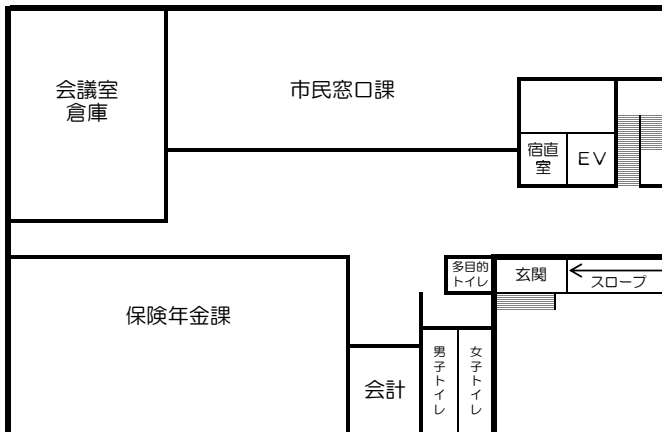 会議室
倉庫
市民窓口課
宿直
室
EV
多目的
トイレ
玄関
スロープ
保険年金課
会計
男子トイレ
女子トイレ